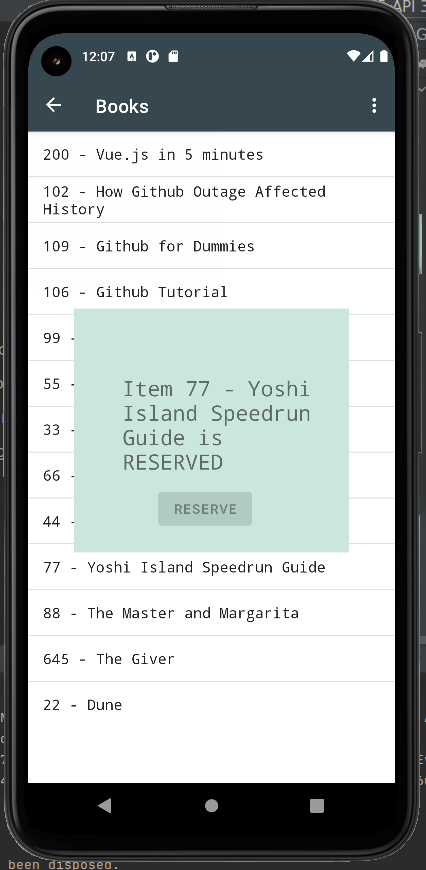 API 3
12:07
Books
200 - Vue.js in 5 minutes
102 - How Github Outage Affected
History
109 - Github for Dummies
106 - Github Tutorial
99 -
55 -
33 -
66 -
44 -
Item 77 - Yoshi
Island Speedrun
Guide is
RESERVED
RESERVE
77 - Yoshi Island Speedrun Guide
88 - The Master and Margarita
645 - The Giver
22 - Dune
been disposed.